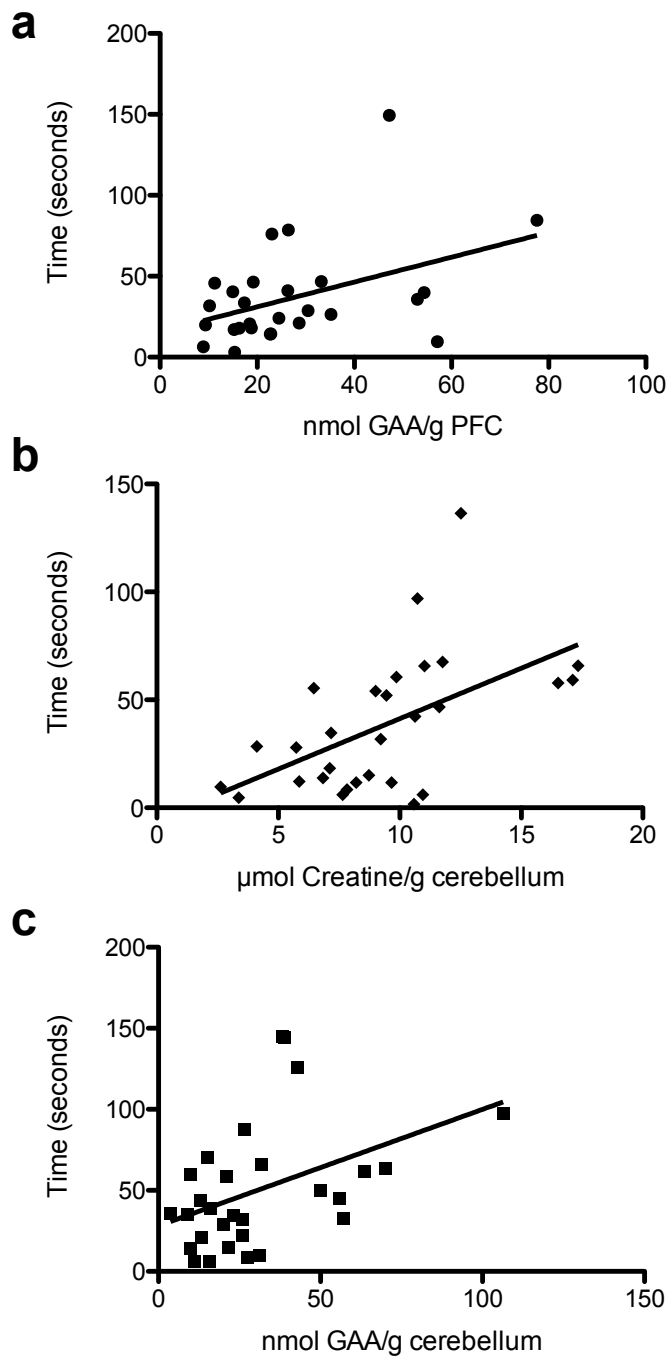 a
200
150
100
50
0
Time (seconds)
0 20 40 60 80 100
nmol GAA/g PFC
b
150
100
50
0
Time (seconds)
0 5 10 15 20
µmol Creatine/g cerebellum
c
200
150
100
50
0
Time (seconds)
0 50 100 150
nmol GAA/g cerebellum